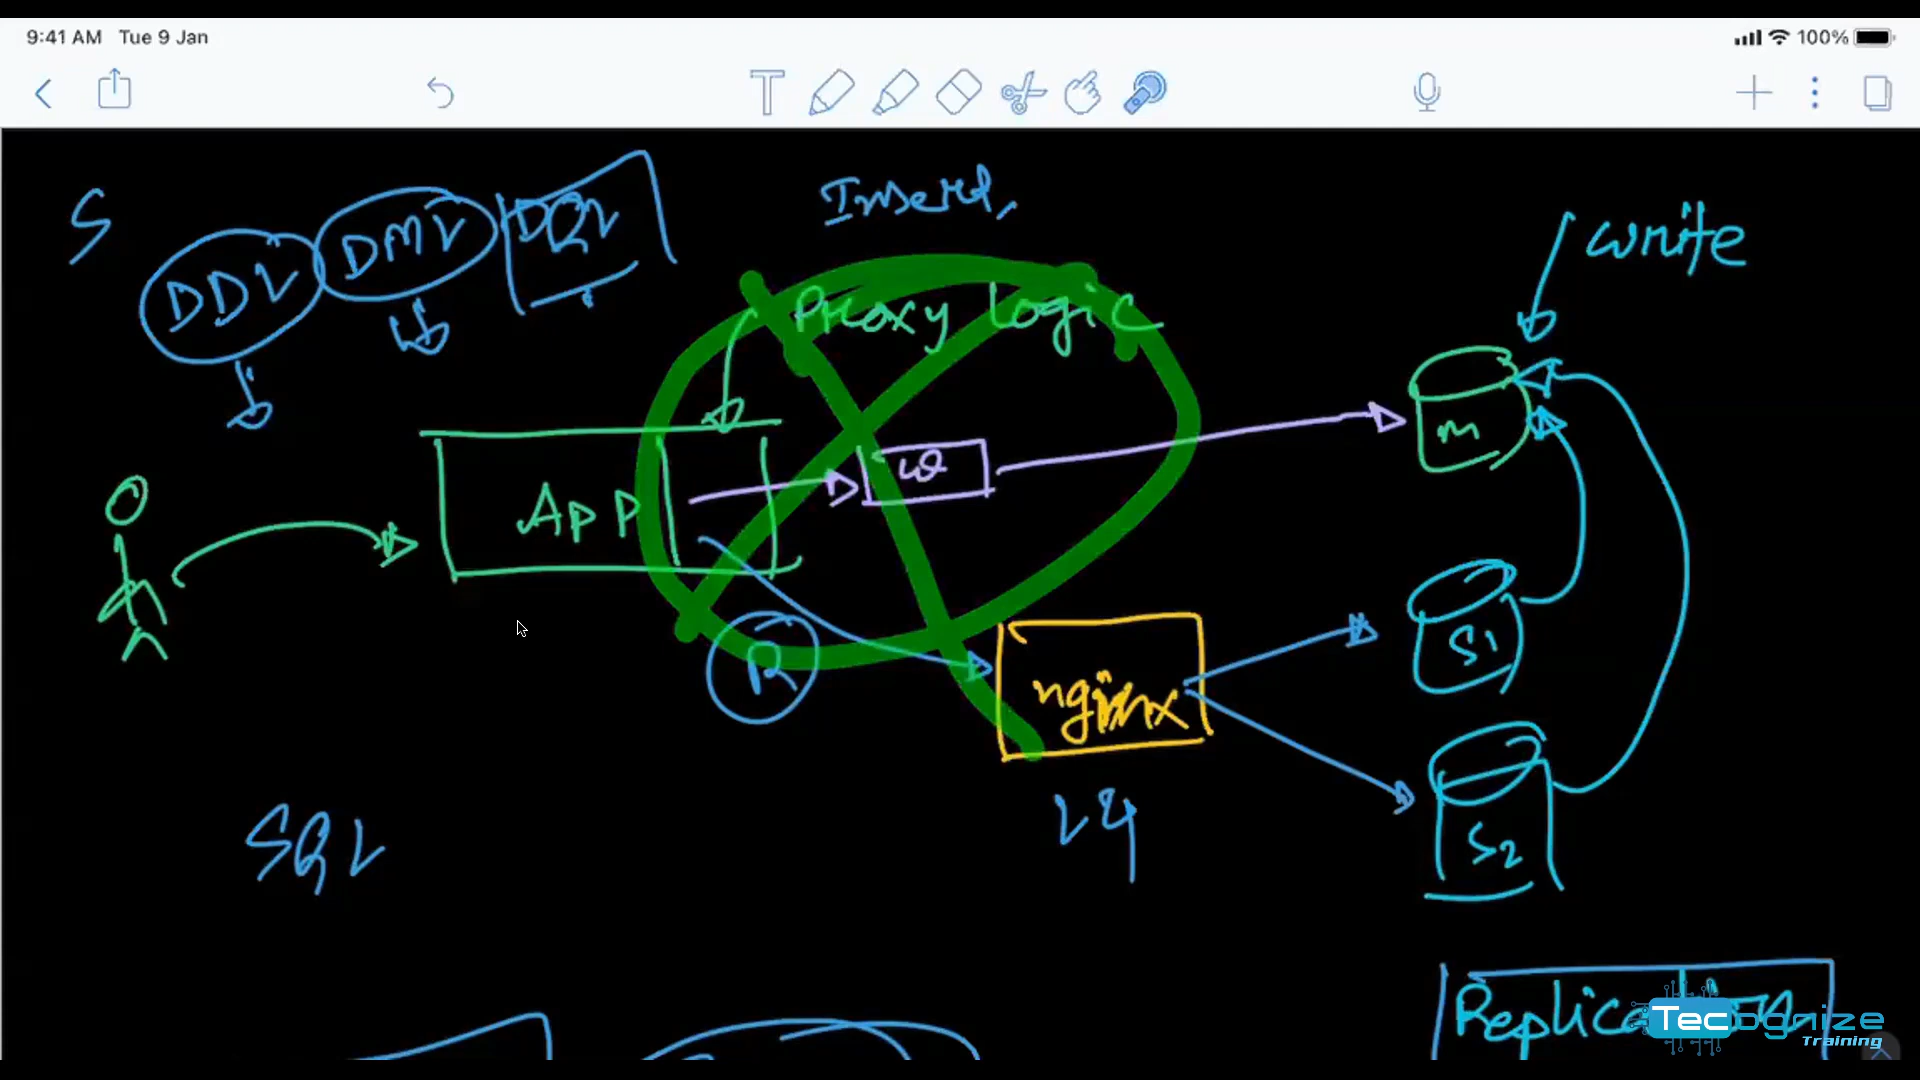 9:41 AM Tue 9 Jan
100%
S
DDL DML DQL
Insert,
write
Proxy Logic
M
App
W
R
S1
nginx
S2
L4
SQL
Tecognize
Training